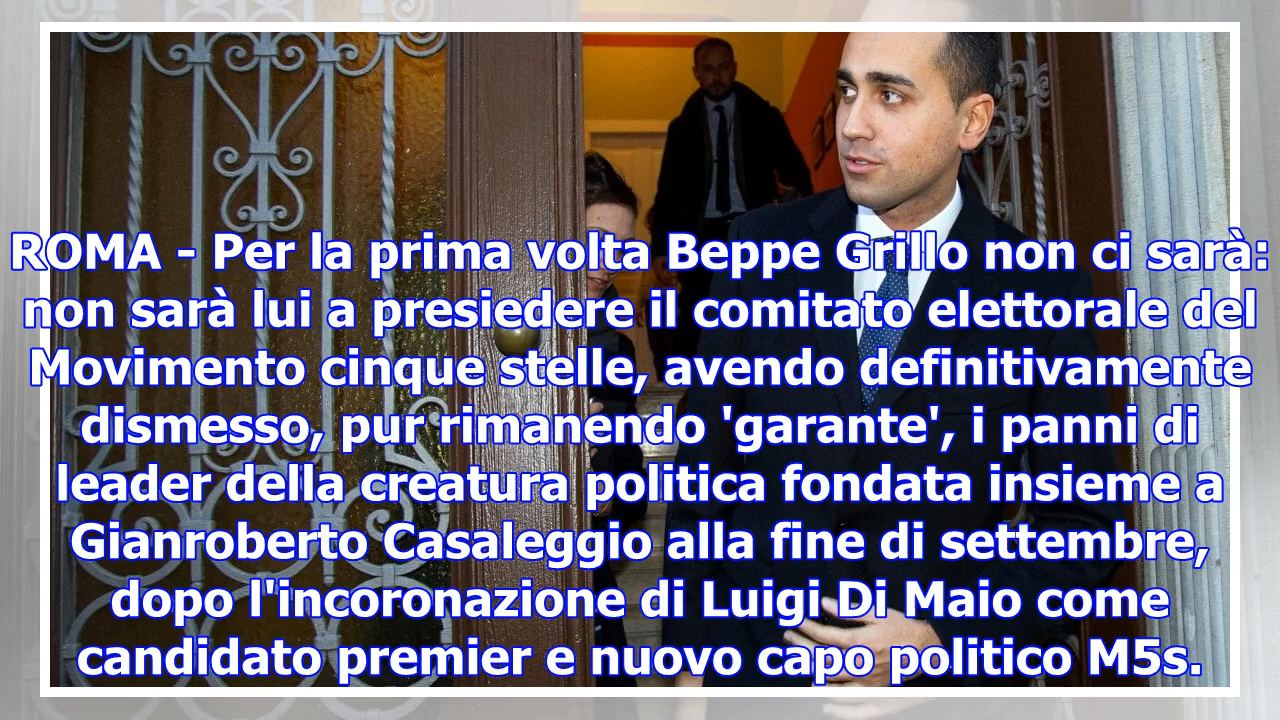 ROMA - Per la prima volta Beppe Grillo non ci sarà:
non sarà lui a presiedere il comitato elettorale del
Movimento cinque stelle, avendo definitivamente
dismesso, pur rimanendo 'garante', i panni di
leader della creatura politica fondata insieme a
Gianroberto Casaleggio alla fine di settembre,
dopo l'incoronazione di Luigi Di Maio come
candidato premier e nuovo capo politico M5s.